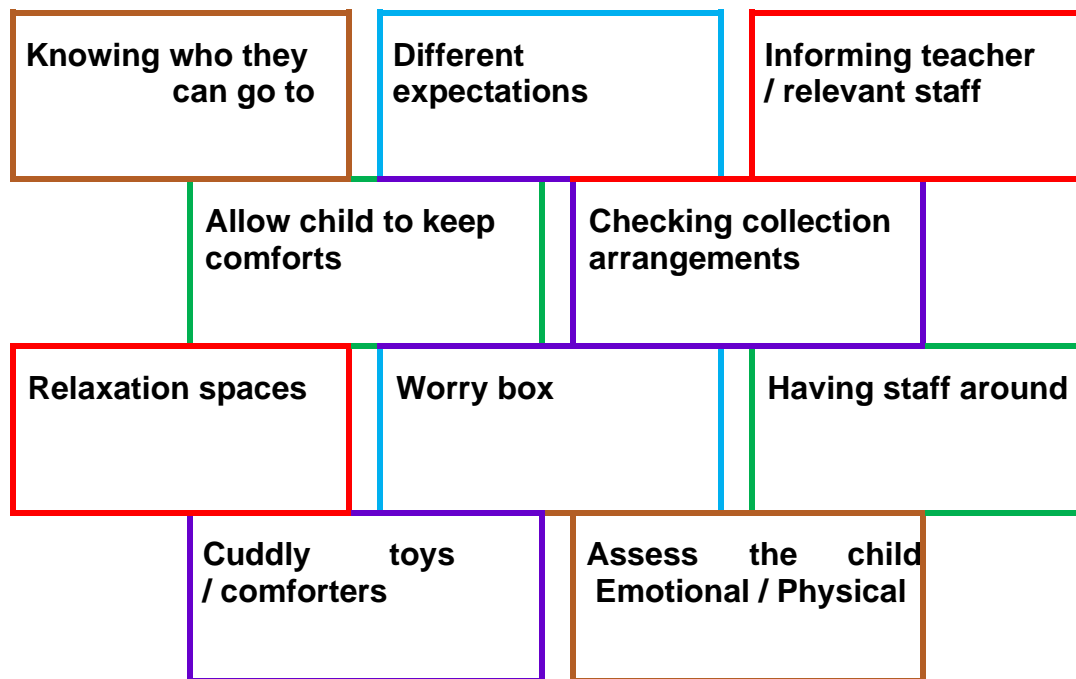 Knowing who they
can go to
Different
expectations
Informing teacher
/ relevant staff
Allow child to keep
comforts
Checking collection
arrangements
Relaxation spaces
Worry box
Having staff around
Cuddly toys
/ comforters
Assess the child
Emotional / Physical